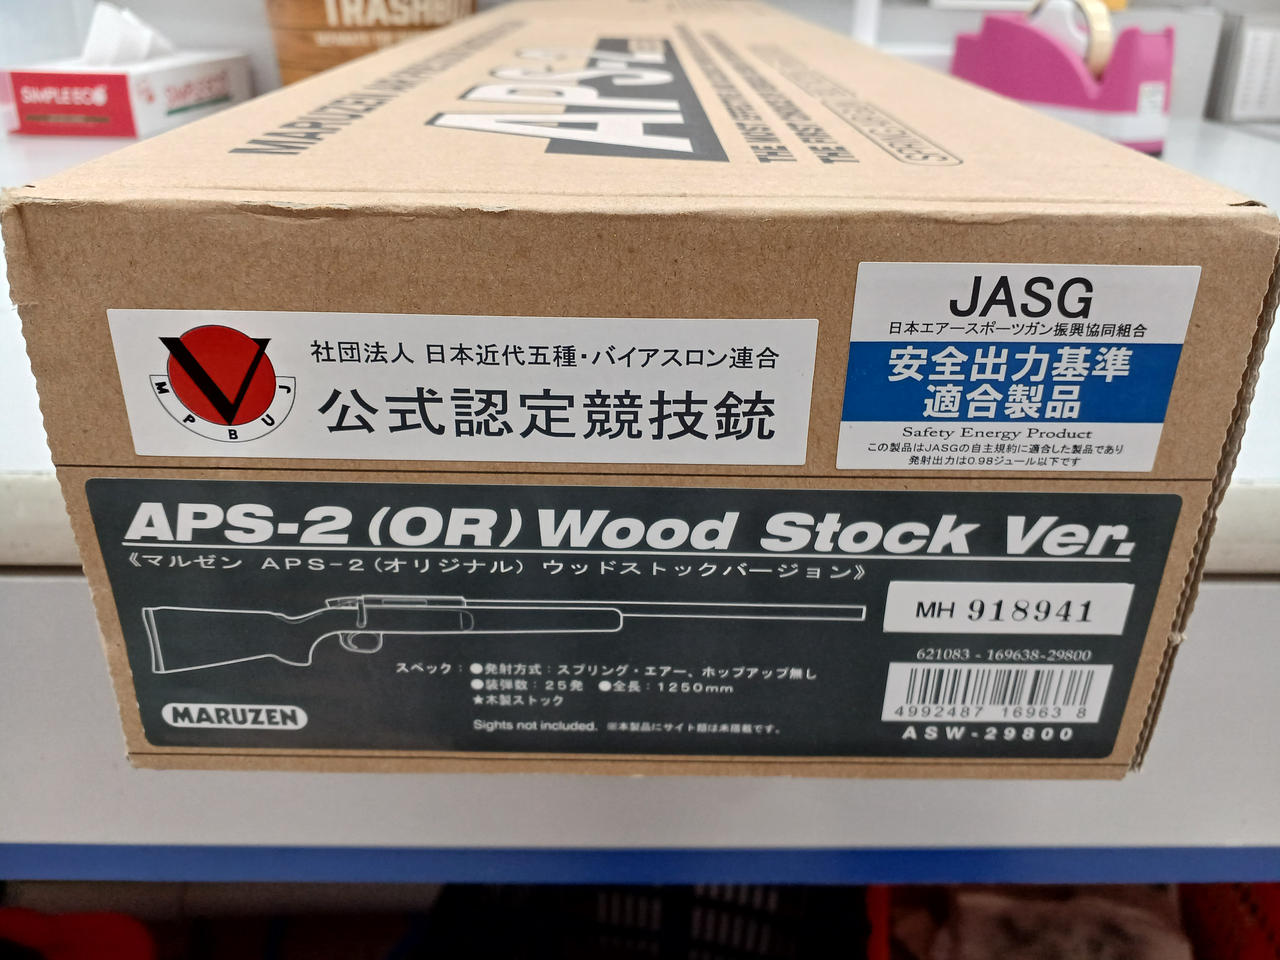 TRASHB
SIMPLE ECO
MARUZEN
APS-2
公式認定競技銃
社団法人 日本近代五種・バイアスロン連合
M P B U J
JASG
日本エアースポーツガン振興協同組合
安全出力基準
適合製品
Safety Energy Product
この製品はJASGの自主規約に適合した製品であり
発射出力は0.98ジュール以下です
APS-2 (OR) Wood Stock Ver.
《マルゼン APS-2(オリジナル) ウッドストックバージョン》
MH 918941
621083 - 169638-29800
4992487 16963 8
ASW-29800
スペック：●発射方式：スプリング・エアー、ホップアップ無し
●装弾数：25発 ●全長：1250mm
★木製ストック
Sights not included. ※本製品にサイト類は未搭載です。
MARUZEN